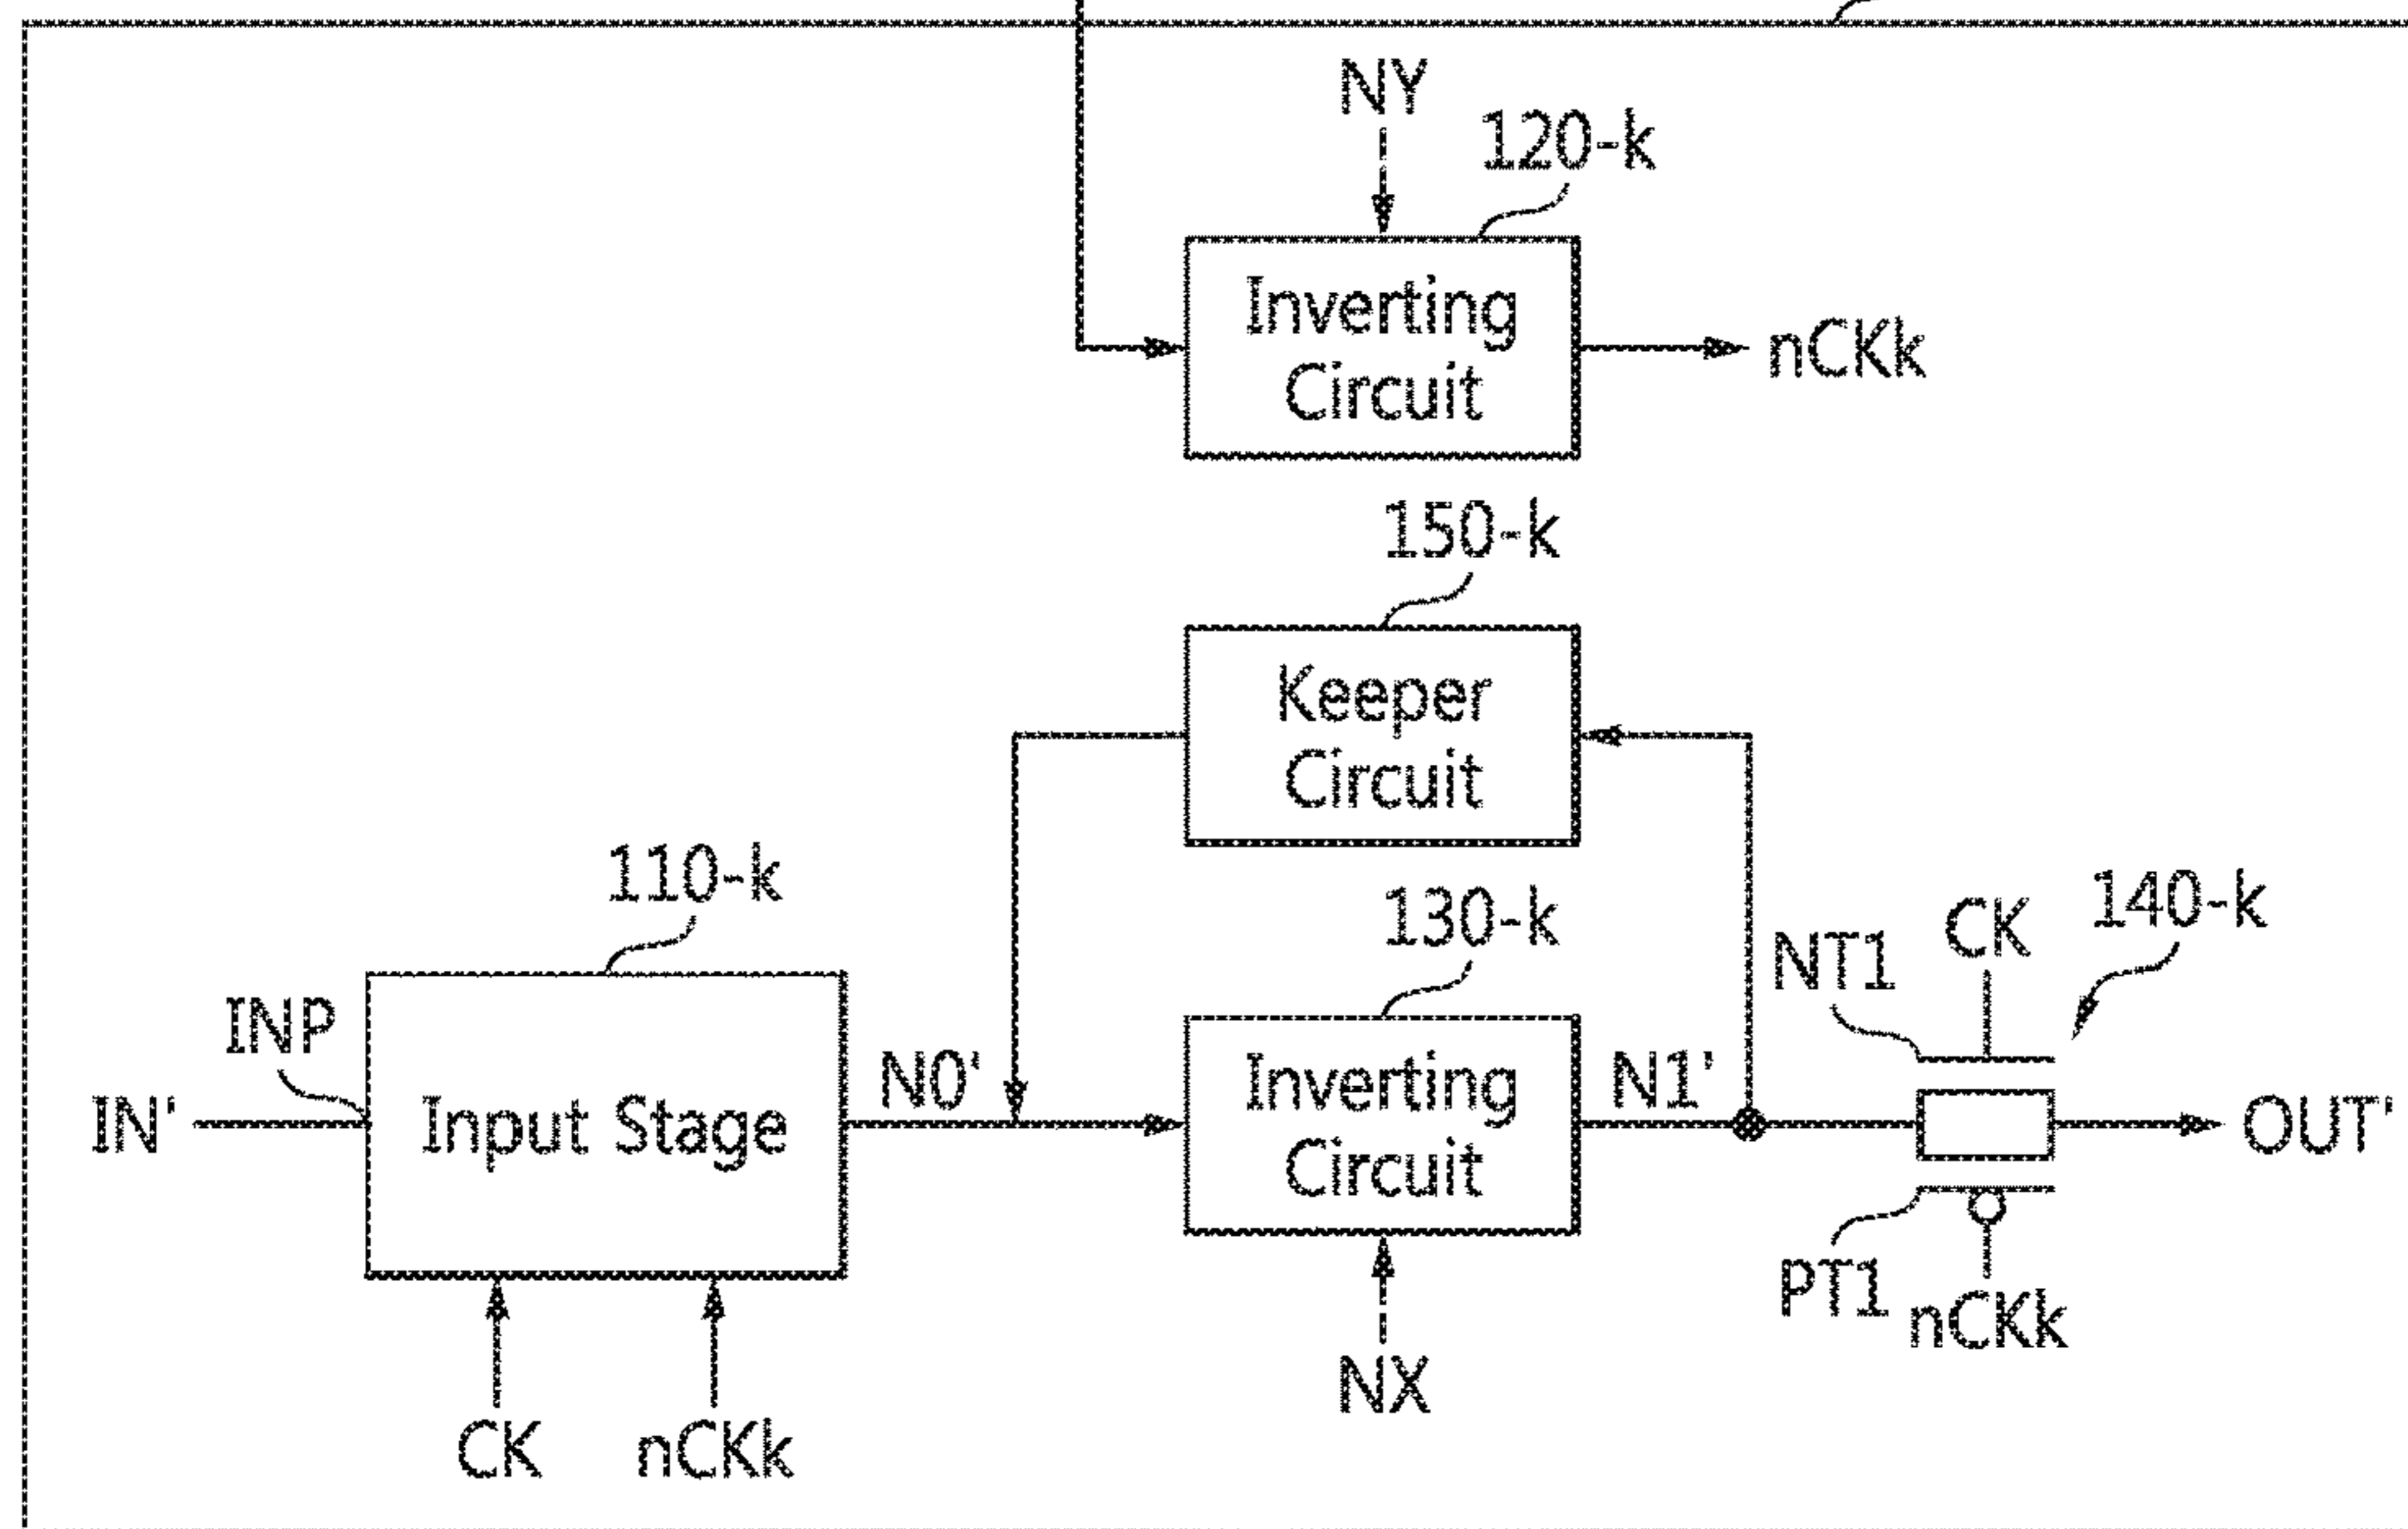 NY
120-k
Inverting
Circuit
nCKk
150-k
Keeper
Circuit
110-k
130-k
CK
140-k
NT1
INP
IN'
Input Stage
N0'
Inverting
Circuit
N1'
OUT'
PT1
nCKk
NX
CK
nCKk